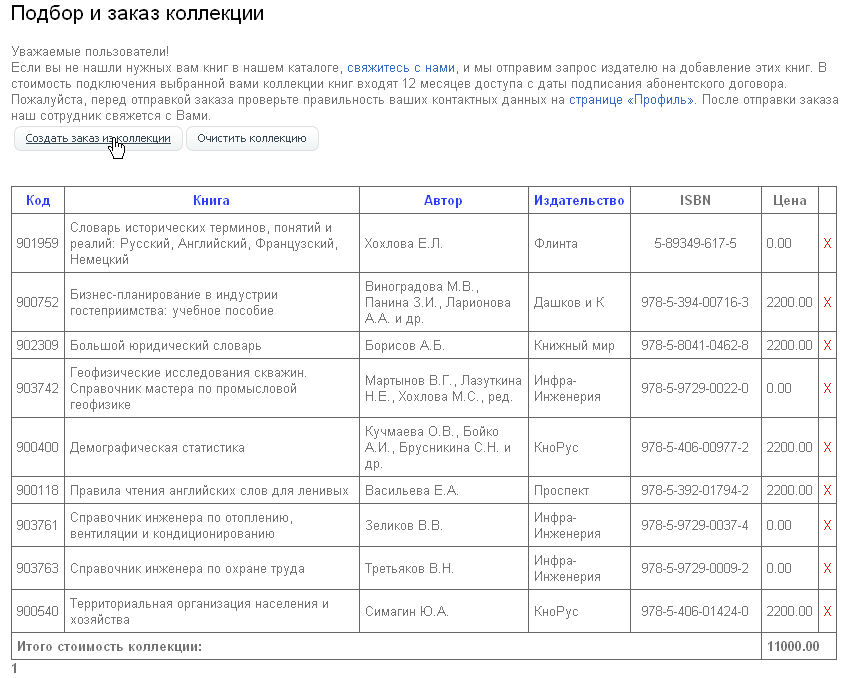 Подбор и заказ коллекции
Уважаемые пользователи!
Если вы не нашли нужных вам книг в нашем каталоге, свяжитесь с нами, и мы отправим запрос издателю на добавление этих книг. В
стоимость подключения выбранной вами коллекции книг входят 12 месяцев доступа с даты подписания абонентского договора.
Пожалуйста, перед отправкой заказа проверьте правильность ваших контактных данных на странице «Профиль». После отправки заказа
наш сотрудник свяжется с Вами.
Создать заказ из коллекции Очистить коллекцию
Код Книга Автор Издательство ISBN Цена
901959 Словарь исторических терминов, понятий и
реалий: Русский, Английский, Французский,
Немецкий Хохлова Е.Л. Флинта 5-89349-617-5 0.00 X
900752 Бизнес-планирование в индустрии
гостеприимства: учебное пособие Виноградова М.В.,
Панина З.И., Ларионова
А.А. и др. Дашков и К 978-5-394-00716-3 2200.00 X
902309 Большой юридический словарь Борисов А.Б. Книжный мир 978-5-8041-0462-8 2200.00 X
903742 Геофизические исследования скважин.
Справочник мастера по промысловой
геофизике Мартынов В.Г., Лазуткина
Н.Е., Хохлова М.С., ред. Инфра-
Инженерия 978-5-9729-0022-0 0.00 X
900400 Демографическая статистика Кучмаева О.В., Бойко
А.И., Брусникина С.Н. и
др. КноРус 978-5-406-00977-2 2200.00 X
900118 Правила чтения английских слов для ленивых Васильева Е.А. Проспект 978-5-392-01794-2 2200.00 X
903761 Справочник инженера по отоплению,
вентиляции и кондиционированию Зеликов В.В. Инфра-
Инженерия 978-5-9729-0037-4 0.00 X
903763 Справочник инженера по охране труда Третьяков В.Н. Инфра-
Инженерия 978-5-9729-0009-2 0.00 X
900540 Территориальная организация населения и
хозяйства Симагин Ю.А. КноРус 978-5-406-01424-0 2200.00 X
Итого стоимость коллекции: 11000.00
1